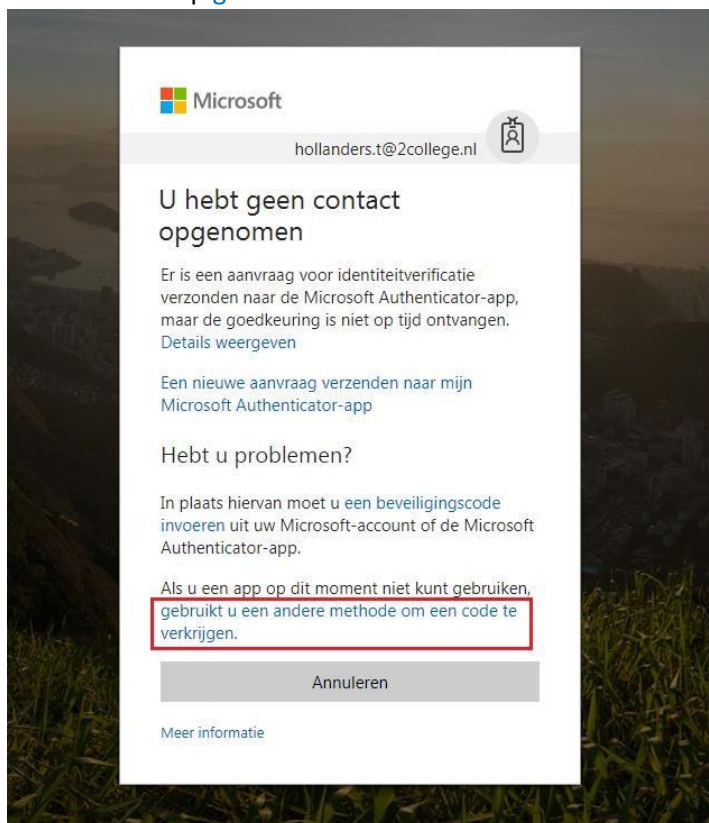 Microsoft
hollanders.t@2college.nl
U hebt geen contact
opgenomen
Er is een aanvraag voor identiteitverificatie
verzonden naar de Microsoft Authenticator-app,
maar de goedkeuring is niet op tijd ontvangen.
Details weergeven
Een nieuwe aanvraag verzenden naar mijn
Microsoft Authenticator-app
Hebt u problemen?
In plaats hiervan moet u een beveiligingscode
invoeren uit uw Microsoft-account of de Microsoft
Authenticator-app.
Als u een app op dit moment niet kunt gebruiken,
gebruikt u een andere methode om een code te
verkrijgen.
Annuleren
Meer informatie